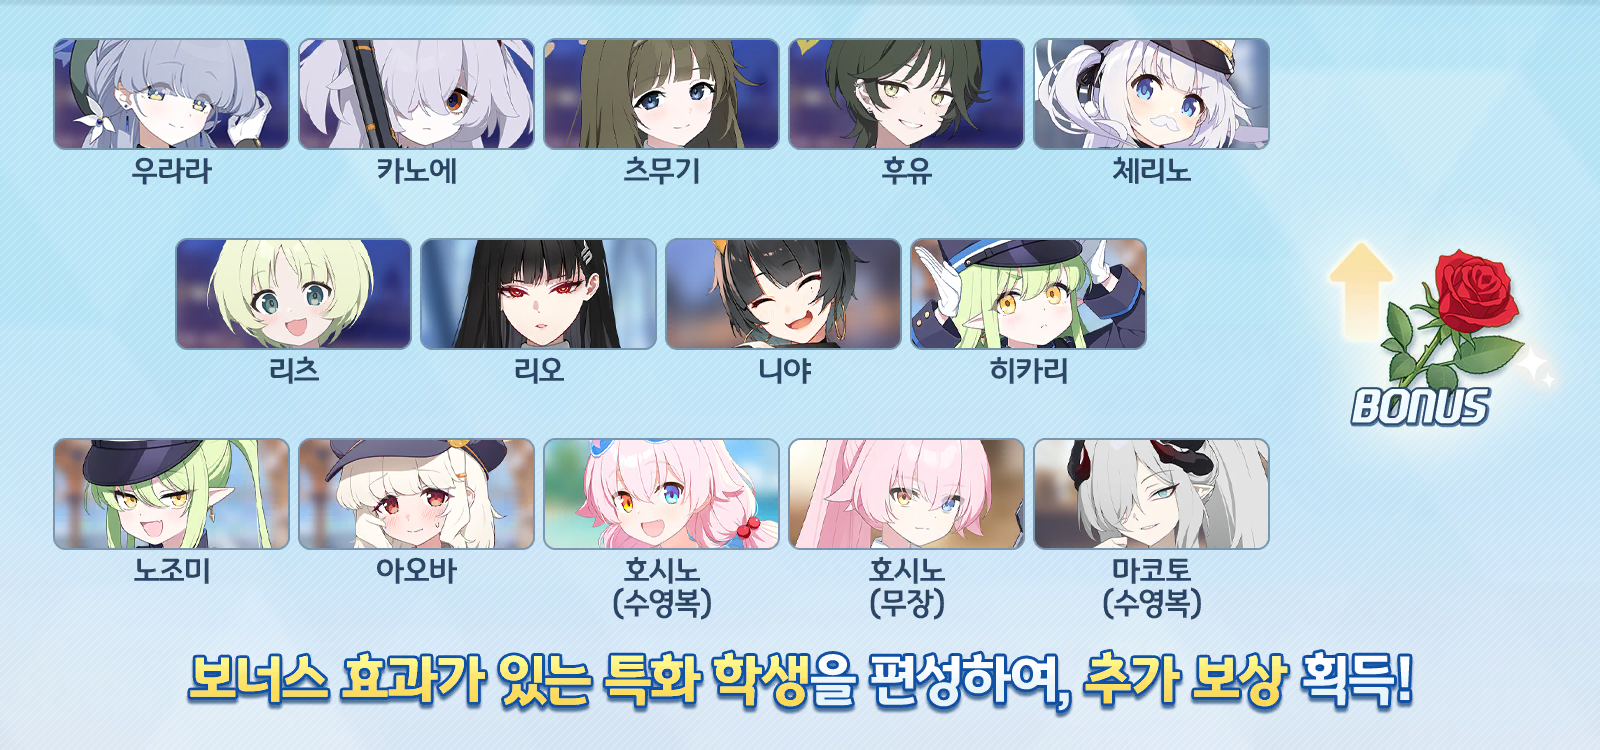 우라라
카노에
츠무기
후유
체리노
리츠
리오
니야
히카리
BONUS
노조미
아오바
호시노
(수영복)
호시노
(무장)
마코토
(수영복)
보너스 효과가 있는 특화 학생을 편성하여, 추가 보상 획득!